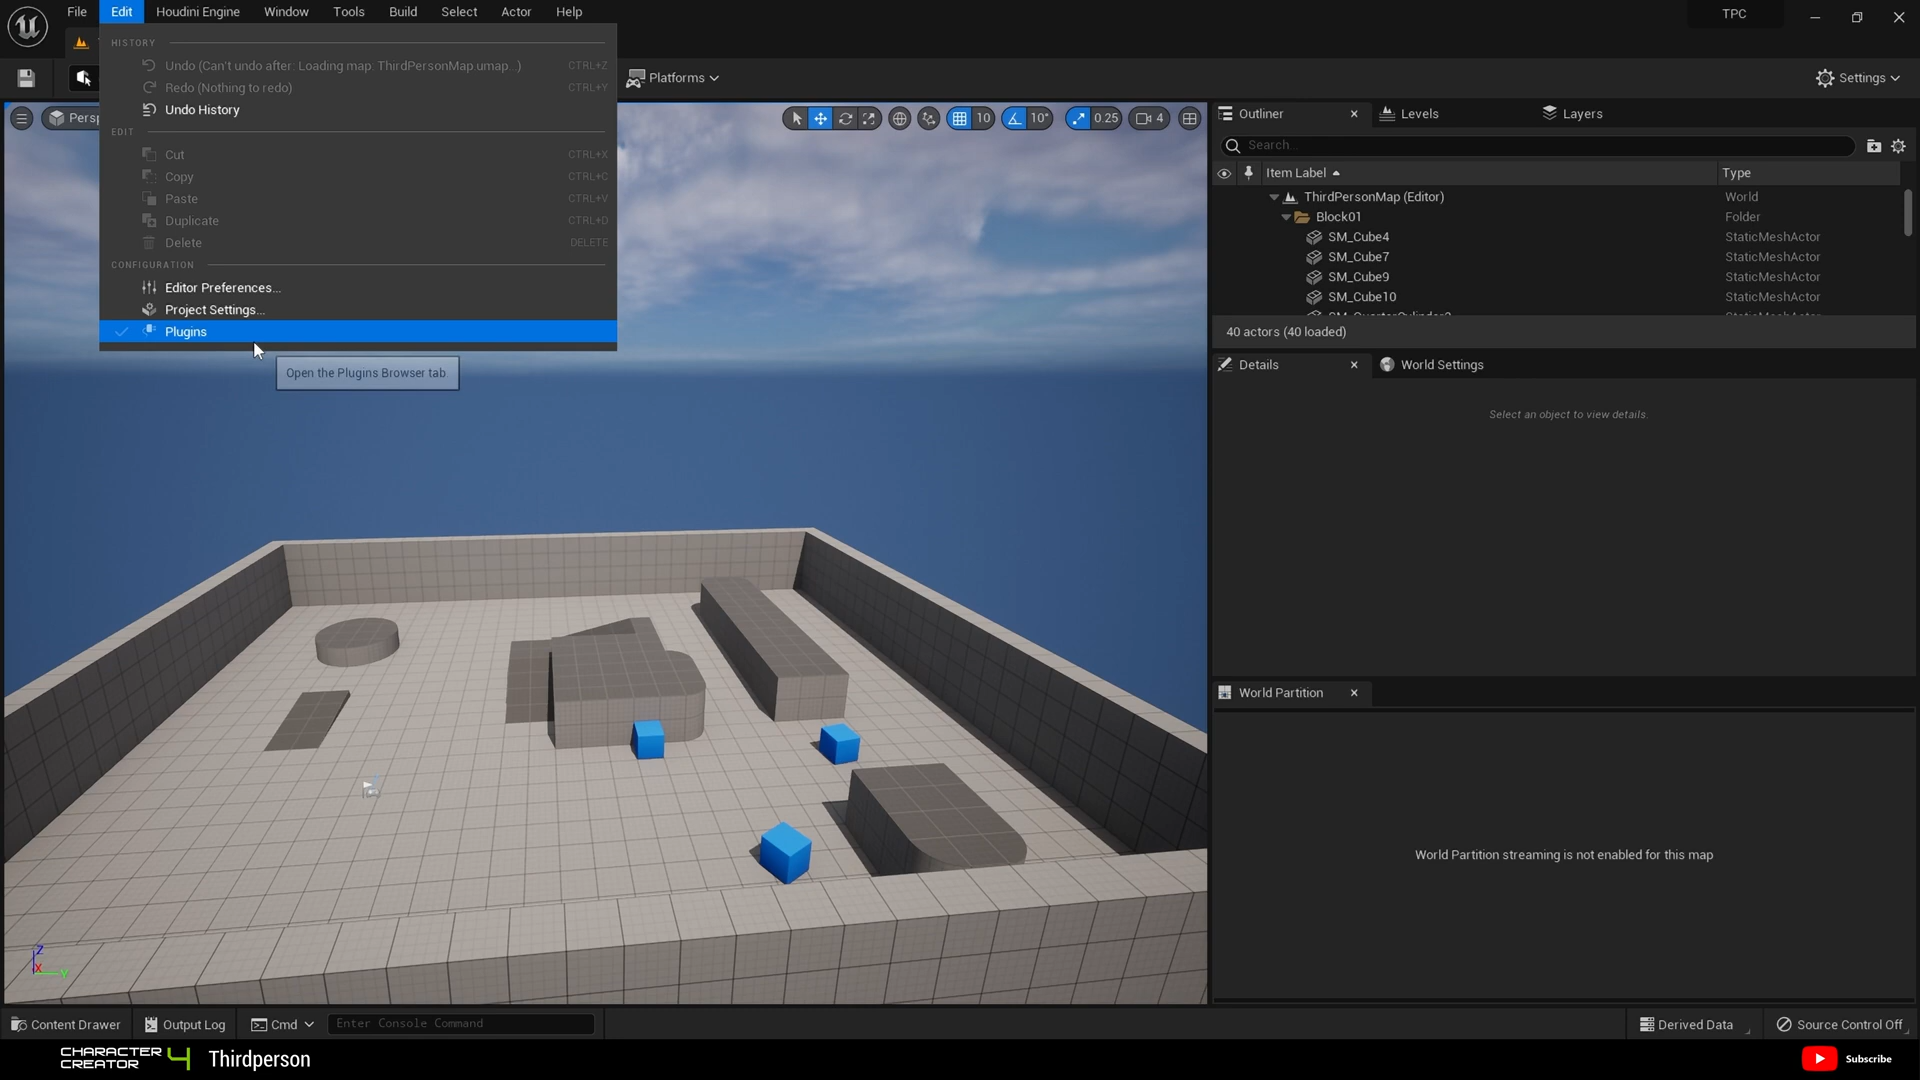 File Edit Houdini Engine Window Tools Build Select Actor Help TPC
HISTORY
Undo (Can't undo after: Loading map: ThirdPersonMap.umap...) CTRL+Z
Redo (Nothing to redo) CTRL+Y
Undo History
EDIT
Cut CTRL+X
Copy CTRL+C
Paste CTRL+V
Duplicate CTRL+D
Delete DELETE
CONFIGURATION
Editor Preferences...
Project Settings...
Plugins
Open the Plugins Browser tab
Platforms
Settings
Persp
10 10° 0.25 4
Outliner Levels Layers
Search...
Item Label Type
ThirdPersonMap (Editor) World
Block01 Folder
SM_Cube4 StaticMeshActor
SM_Cube7 StaticMeshActor
SM_Cube9 StaticMeshActor
SM_Cube10 StaticMeshActor
40 actors (40 loaded)
Details World Settings
Select an object to view details.
World Partition
World Partition streaming is not enabled for this map
Z
X Y
Content Drawer Output Log Cmd Enter Console Command Derived Data Source Control Off
CHARACTER
CREATOR 4 Thirdperson Subscribe